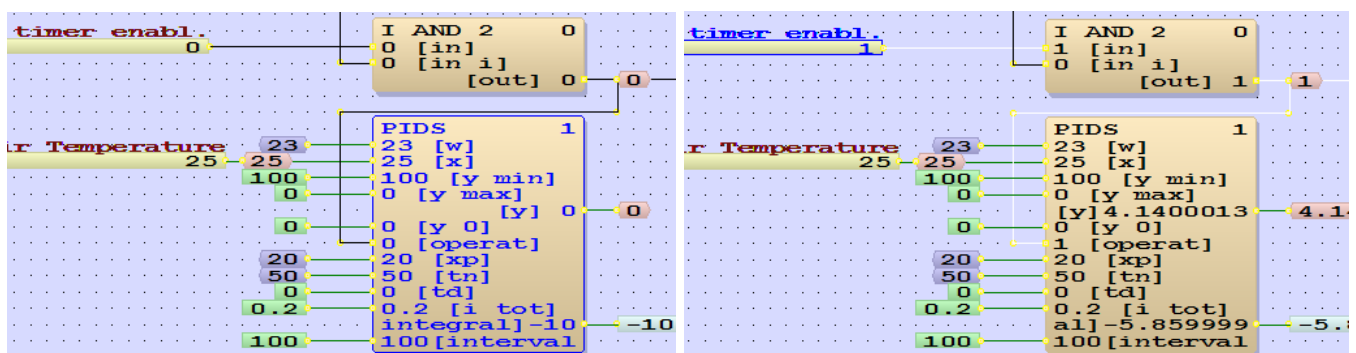 timer enabl.
0
I AND 2 0
0 [in]
0 [in i]
[out] 0 0
PIDS 1
23 23 [w]
ir Temperature
25 25 25 [x]
100 100 [y min]
0 0 [y max]
[y] 0 0
0 0 [y 0]
0 [operat]
20 20 [xp]
50 50 [tn]
0 0 [td]
0.2 0.2 [i tot]
integral]-10 -10
100 100[interval
timer enabl.
1
I AND 2 0
1 [in]
0 [in i]
[out] 1 1
PIDS 1
23 23 [w]
r Temperature
25 25 25 [x]
100 100 [y min]
0 0 [y max]
[y]4.1400013 4.14
0 0 [y 0]
1 [operat]
20 20 [xp]
50 50 [tn]
0 0 [td]
0.2 0.2 [i tot]
al]-5.859999 -5.8
100 100[interval